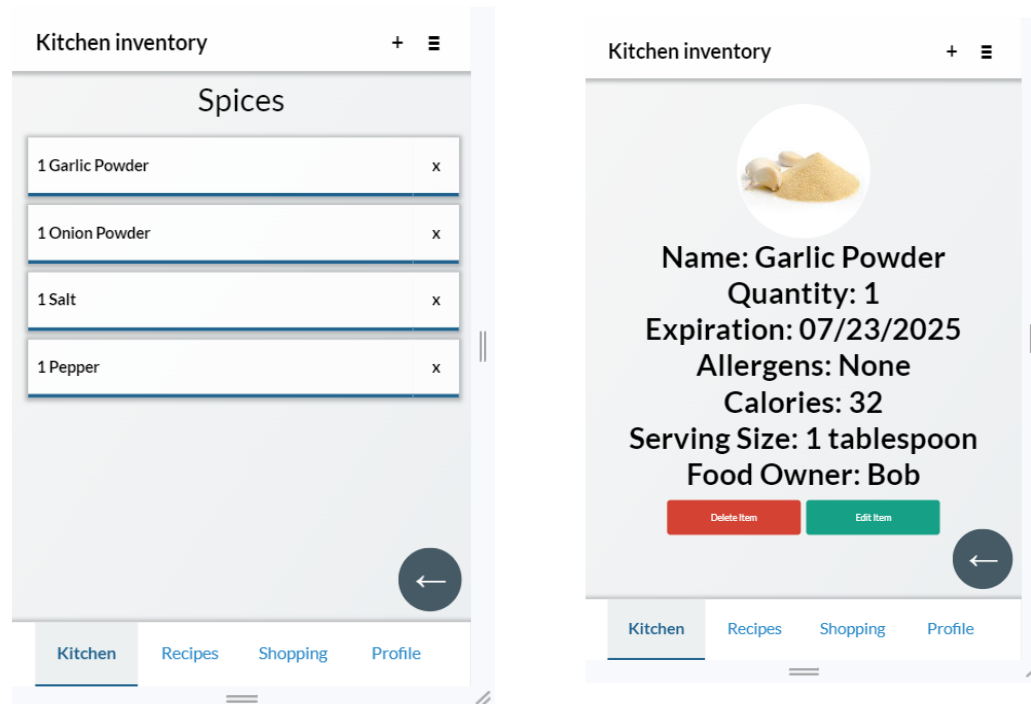 Kitchen inventory + ≡
Spices
1 Garlic Powder x
1 Onion Powder x
1 Salt x
1 Pepper x
←
Kitchen Recipes Shopping Profile
Kitchen inventory + ≡
Name: Garlic Powder
Quantity: 1
Expiration: 07/23/2025
Allergens: None
Calories: 32
Serving Size: 1 tablespoon
Food Owner: Bob
Delete Item Edit Item
←
Kitchen Recipes Shopping Profile